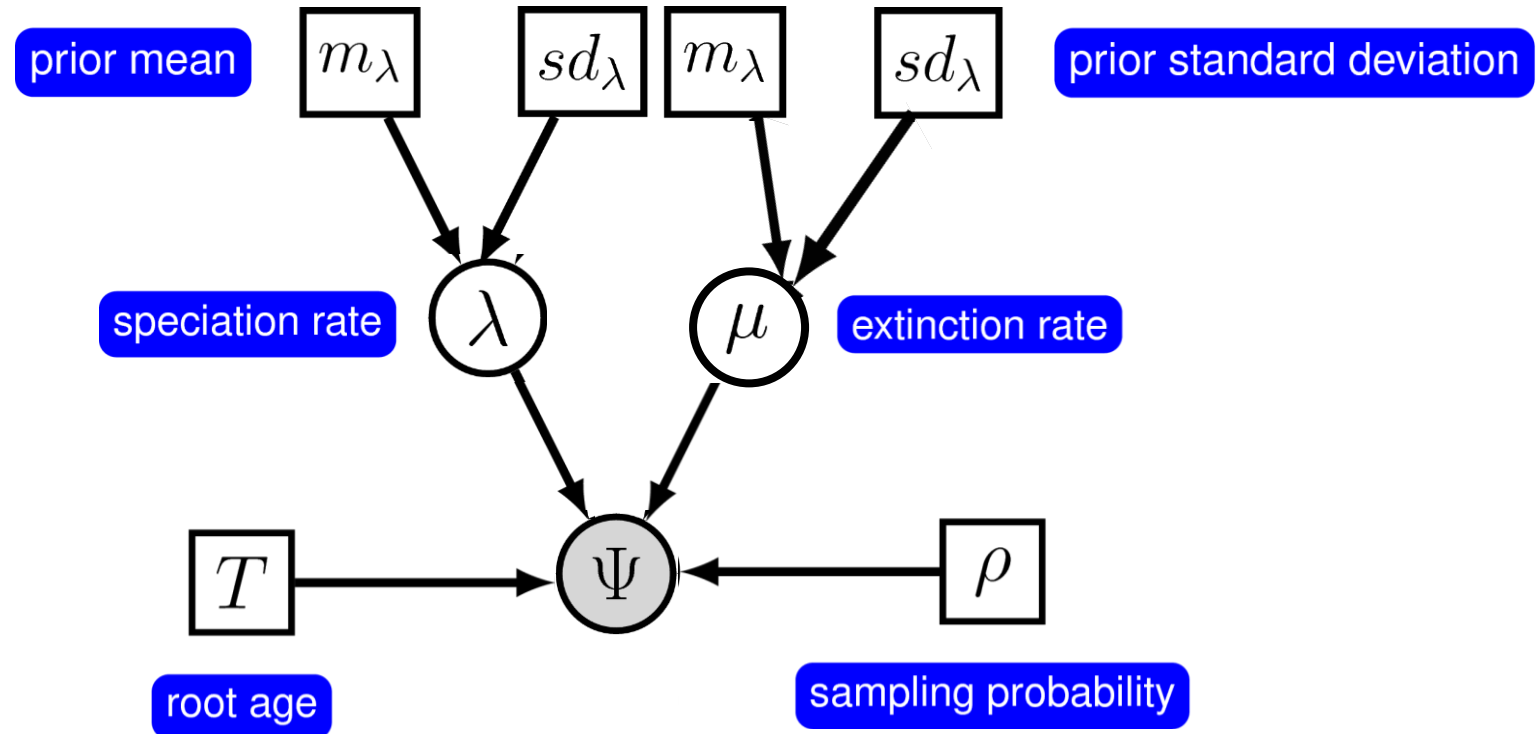 prior mean
m_λ
sd_λ
m_λ
sd_λ
prior standard deviation
speciation rate
λ
μ
extinction rate
T
Ψ
ρ
root age
sampling probability